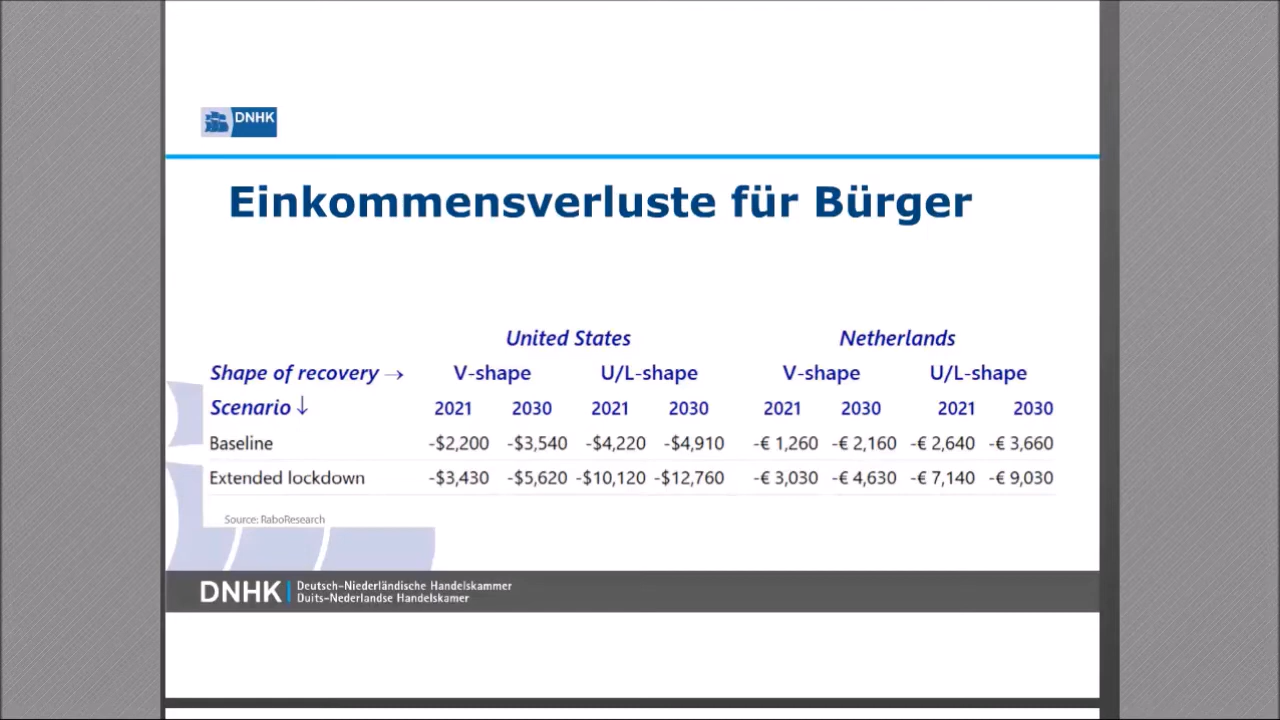 DNHK
Einkommensverluste für Bürger
United States Netherlands
Shape of recovery → V-shape U/L-shape V-shape U/L-shape
Scenario ↓ 2021 2030 2021 2030 2021 2030 2021 2030
Baseline -$2,200 -$3,540 -$4,220 -$4,910 -€ 1,260 -€ 2,160 -€ 2,640 -€ 3,660
Extended lockdown -$3,430 -$5,620 -$10,120 -$12,760 -€ 3,030 -€ 4,630 -€ 7,140 -€ 9,030
Source: RaboResearch
DNHK | Deutsch-Niederländische Handelskammer
Duits-Nederlandse Handelskamer